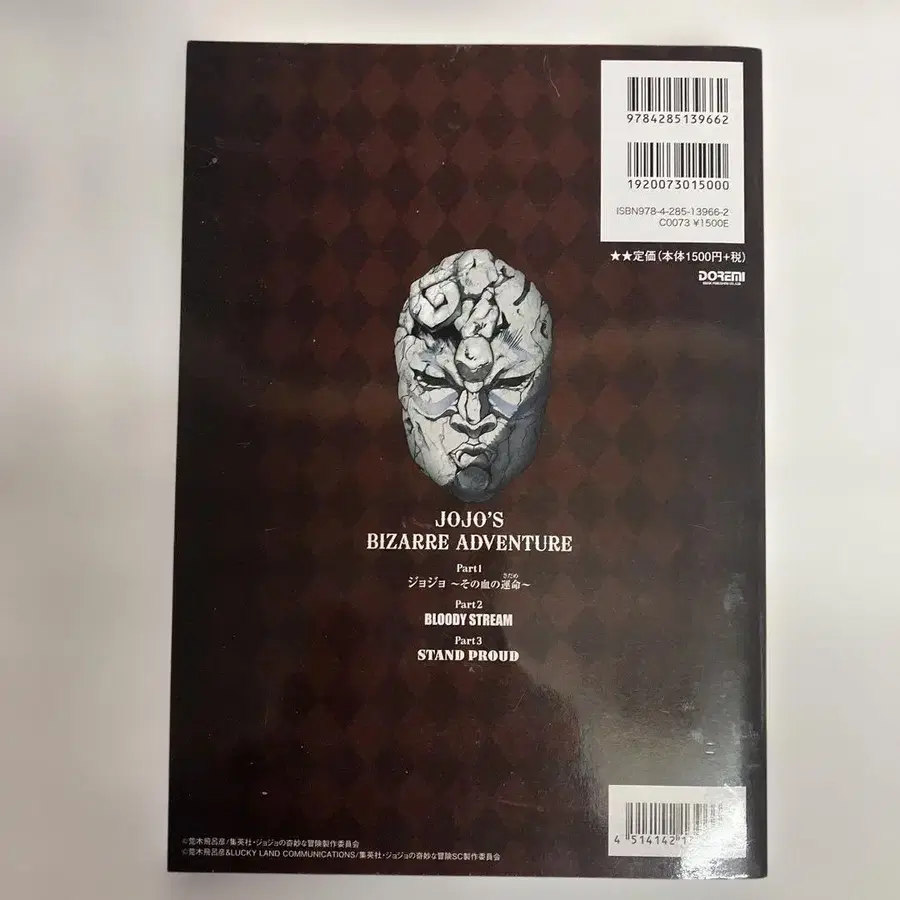 9784285139662
1920073015000
ISBN978-4-285-13966-2
C0073 ¥1500E
★★定価(本体1500円+税)
DOREMI
JOJO'S
BIZARRE ADVENTURE
Part1
ジョジョ 〜その血の運命〜
さだめ
Part2
BLOODY STREAM
Part3
STAND PROUD
4 514142 1
©荒木飛呂彦/集英社・ジョジョの奇妙な冒険製作委員会
©荒木飛呂彦&LUCKY LAND COMMUNICATIONS/集英社・ジョジョの奇妙な冒険SC製作委員会